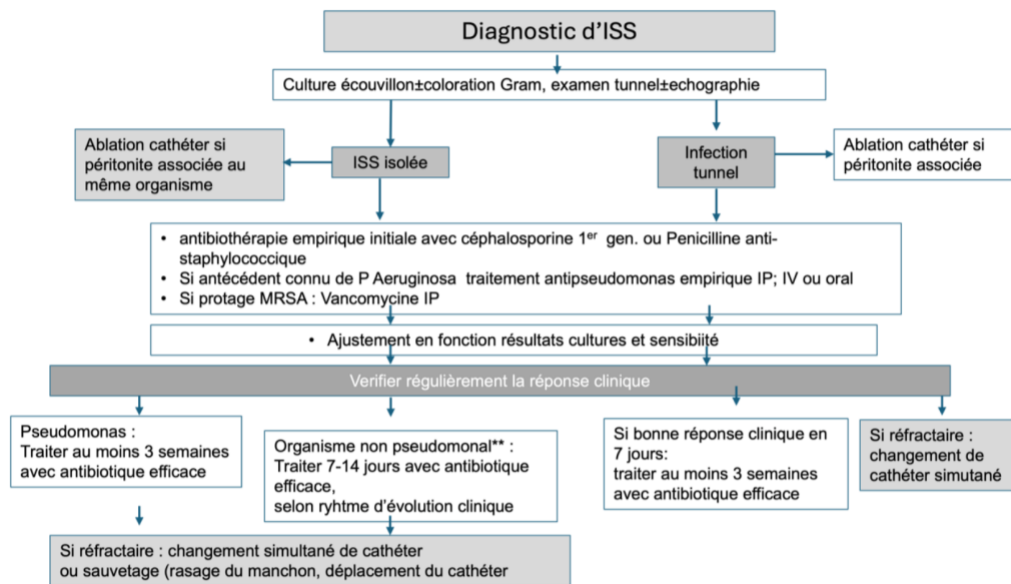 Diagnostic d’ISS
Culture écouvillon±coloration Gram, examen tunnel±echographie
Ablation cathéter si
péritonite associée au
même organisme
ISS isolée
Infection
tunnel
Ablation cathéter si
péritonite associée
• antibiothérapie empirique initiale avec céphalosporine 1er gen. ou Penicilline anti-
staphylococcique
• Si antécédent connu de P Aeruginosa traitement antipseudomonas empirique IP; IV ou oral
• Si protage MRSA : Vancomycine IP
• Ajustement en fonction résultats cultures et sensibiité
Verifier régulièrement la réponse clinique
Pseudomonas :
Traiter au moins 3 semaines
avec antibiotique efficace
Organisme non pseudomonal** :
Traiter 7-14 jours avec antibiotique
efficace,
selon ryhtme d’évolution clinique
Si bonne réponse clinique en
7 jours:
traiter au moins 3 semaines
avec antibiotique efficace
Si réfractaire :
changement de
cathéter simutané
Si réfractaire : changement simultané de cathéter
ou sauvetage (rasage du manchon, déplacement du cathéter